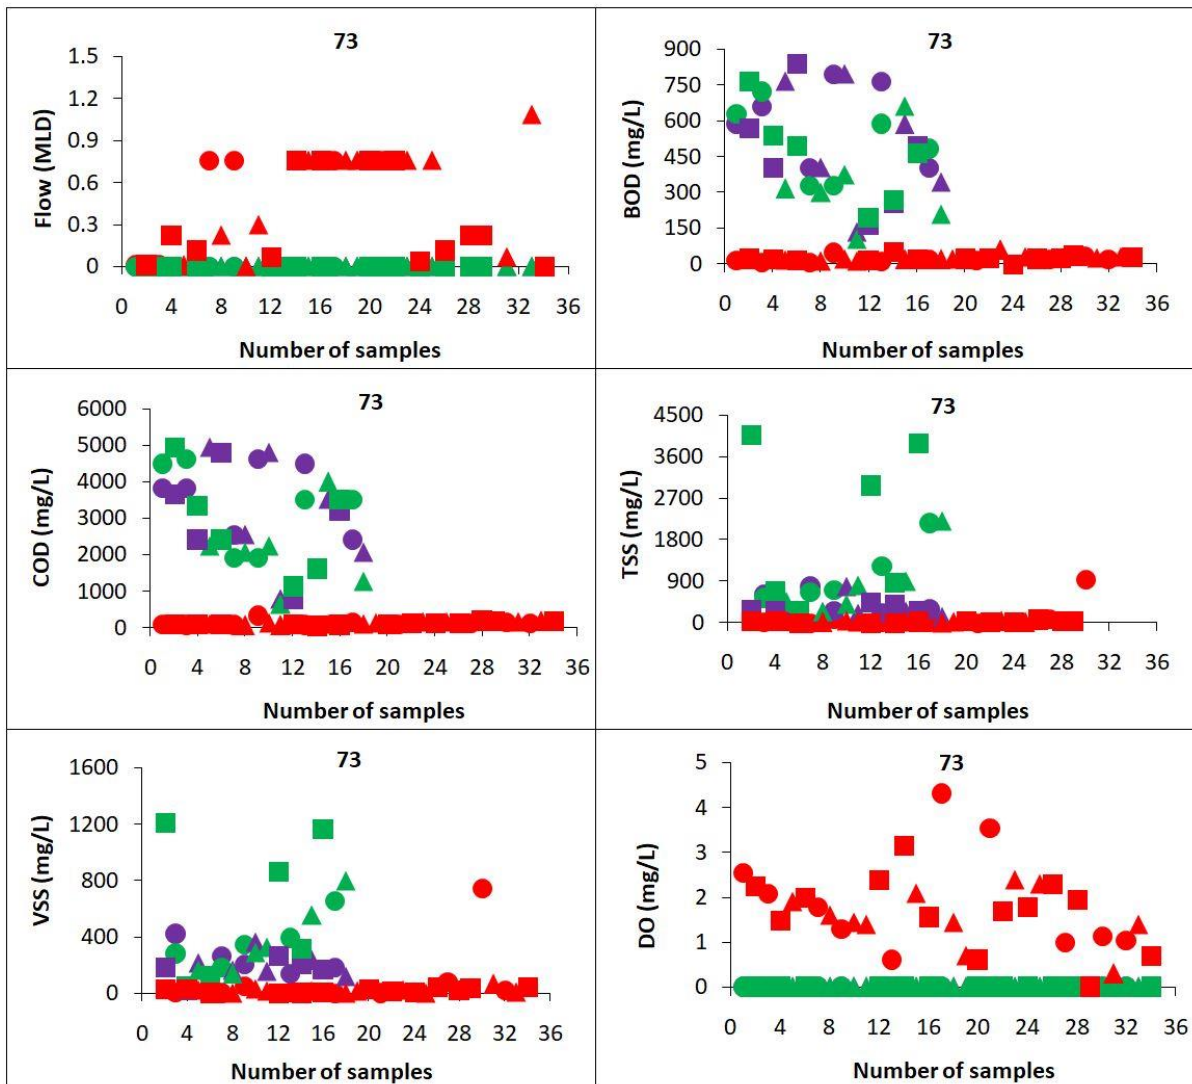 73
Flow (MLD)
1.5
1.2
0.9
0.6
0.3
0
0 4 8 12 16 20 24 28 32 36
Number of samples
73
BOD (mg/L)
900
750
600
450
300
150
0
0 4 8 12 16 20 24 28 32 36
Number of samples
73
COD (mg/L)
6000
5000
4000
3000
2000
1000
0
0 4 8 12 16 20 24 28 32 36
Number of samples
73
TSS (mg/L)
4500
3600
2700
1800
900
0
0 4 8 12 16 20 24 28 32 36
Number of samples
73
VSS (mg/L)
1600
1200
800
400
0
0 4 8 12 16 20 24 28 32 36
Number of samples
73
DO (mg/L)
5
4
3
2
1
0
0 4 8 12 16 20 24 28 32 36
Number of samples